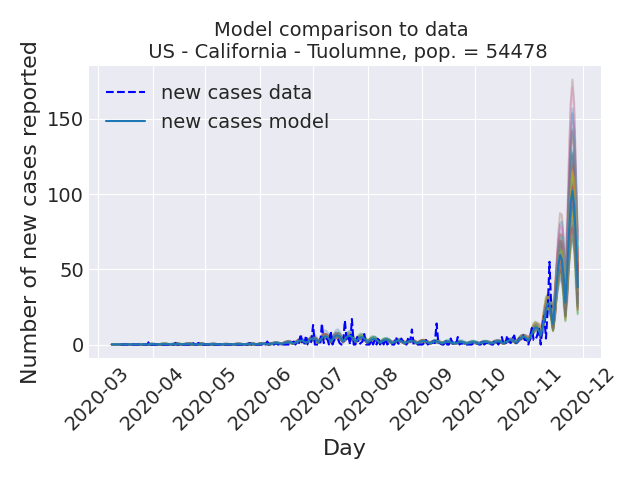 Model comparison to data
US - California - Tuolumne, pop. = 54478
new cases data
new cases model
Number of new cases reported
150
100
50
0
2020-03
2020-04
2020-05
2020-06
2020-07
2020-08
2020-09
2020-10
2020-11
2020-12
Day